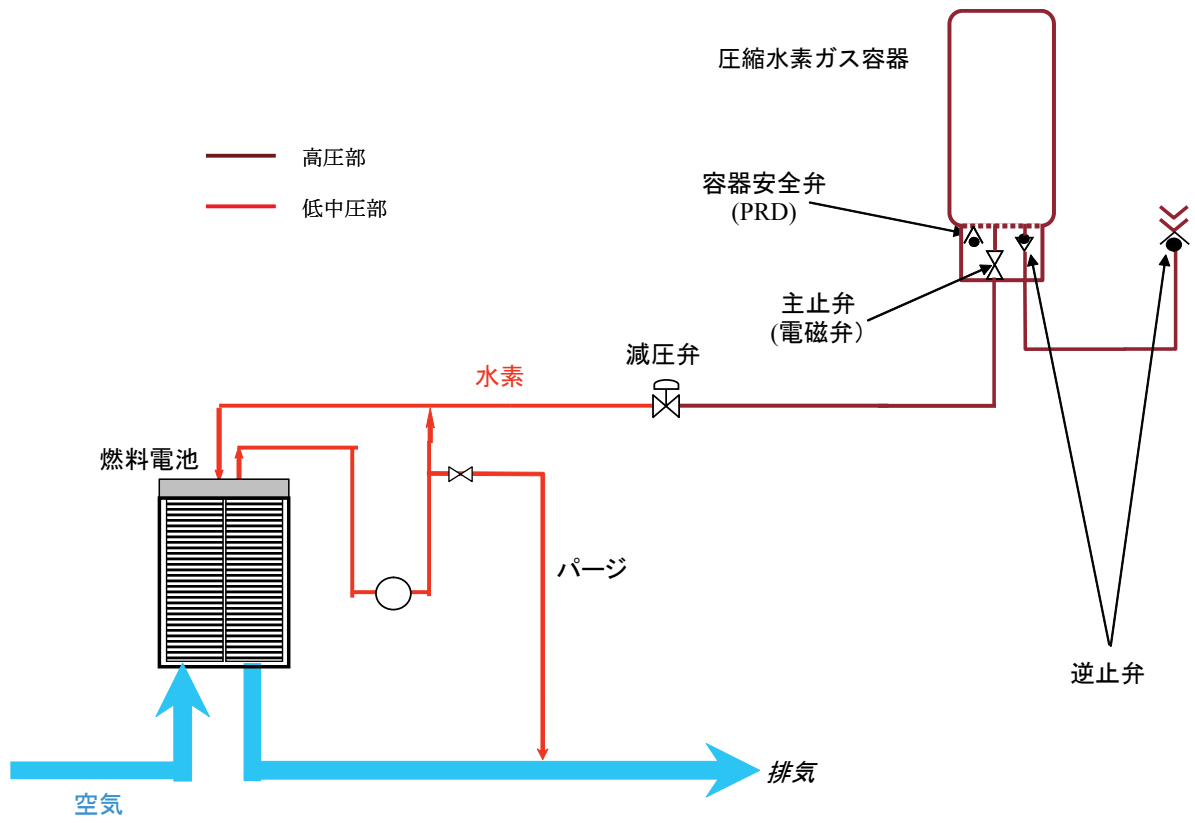 圧縮水素ガス容器
高圧部
低中圧部
容器安全弁
(PRD)
主止弁
(電磁弁）
減圧弁
水素
燃料電池
パージ
逆止弁
排気
空気